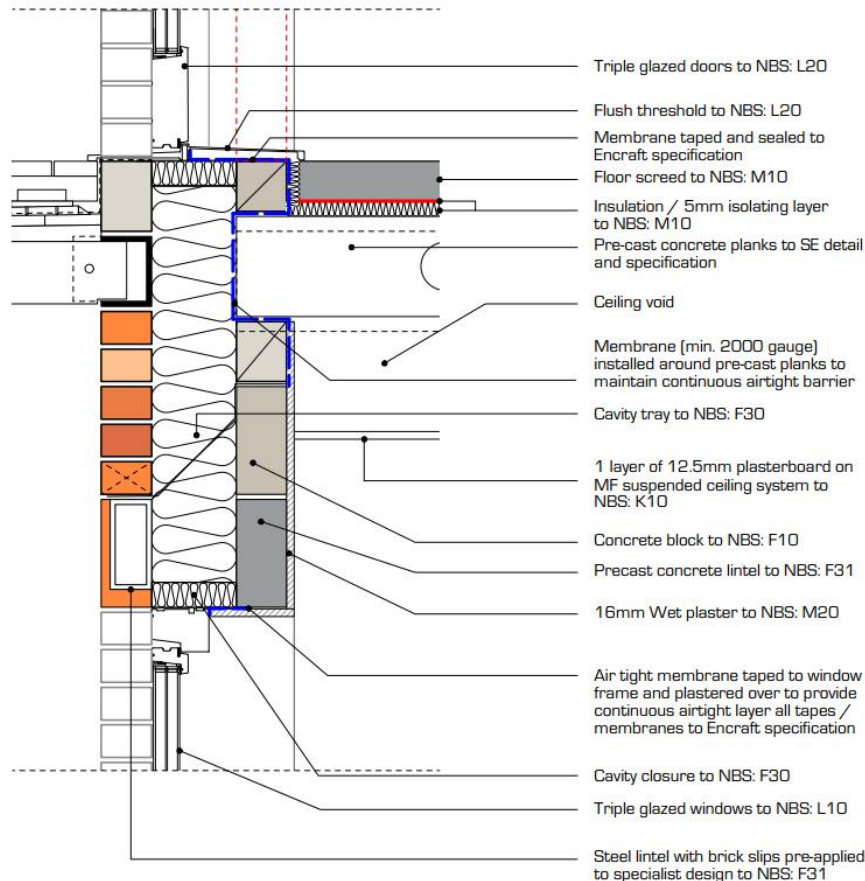 Triple glazed doors to NBS: L20
Flush threshold to NBS: L20
Membrane taped and sealed to
Encraft specification
Floor screed to NBS: M10
Insulation / 5mm isolating layer
to NBS: M10
Pre-cast concrete planks to SE detail
and specification
Ceiling void
Membrane (min. 2000 gauge)
installed around pre-cast planks to
maintain continuous airtight barrier
Cavity tray to NBS: F30
1 layer of 12.5mm plasterboard on
MF suspended ceiling system to
NBS: K10
Concrete block to NBS: F10
Precast concrete lintel to NBS: F31
16mm Wet plaster to NBS: M20
Air tight membrane taped to window
frame and plastered over to provide
continuous airtight layer all tapes /
membranes to Encraft specification
Cavity closure to NBS: F30
Triple glazed windows to NBS: L10
Steel lintel with brick slips pre-applied
to specialist design to NBS: F31